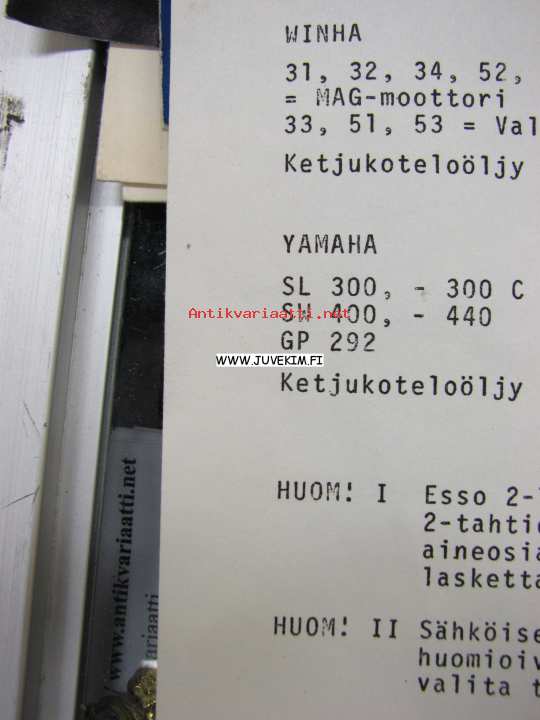 WINHA
31, 32, 34, 52,
= MAG-moottori
33, 51, 53 = Val
Ketjukoteloöljy
YAMAHA
SL 300, - 300 C
SW 400, - 440
GP 292
Ketjukoteloöljy
HUOM! I Esso 2-
2-tahti
aineosia
laskettа
HUOM! II Sähköise
huomioiv
valita t
Antikvariaatti.net
WWW.JUVEKIM.FI
www.antikvariaatti.net